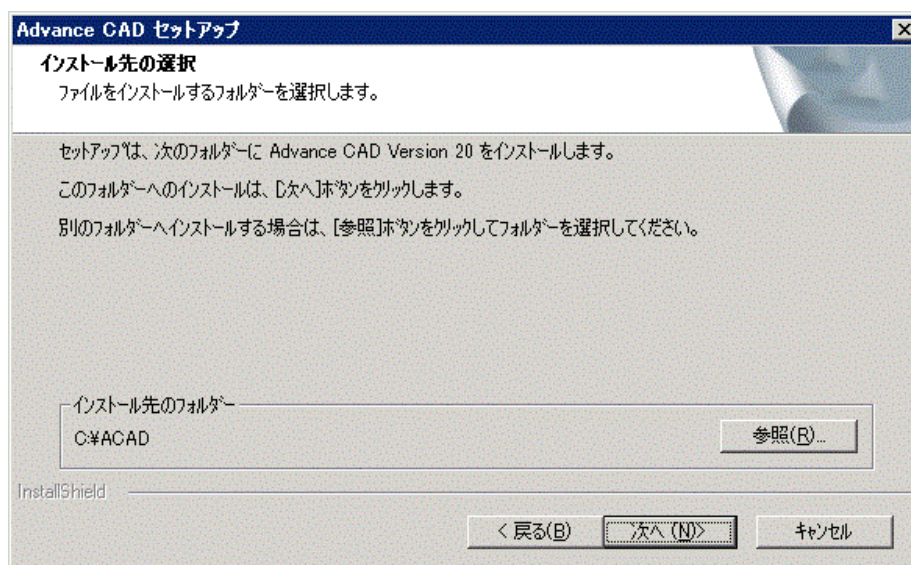 Advance CAD セットアップ
インストール先の選択
ファイルをインストールするフォルダーを選択します。
セットアップは、次のフォルダーに Advance CAD Version 20 をインストールします。
このフォルダーへのインストールは、[次へ]ボタンをクリックします。
別のフォルダーへインストールする場合は、[参照]ボタンをクリックしてフォルダーを選択してください。
インストール先のフォルダー
C:¥ACAD
参照(R)...
InstallShield
< 戻る(B)
次へ (N)>
キャンセル